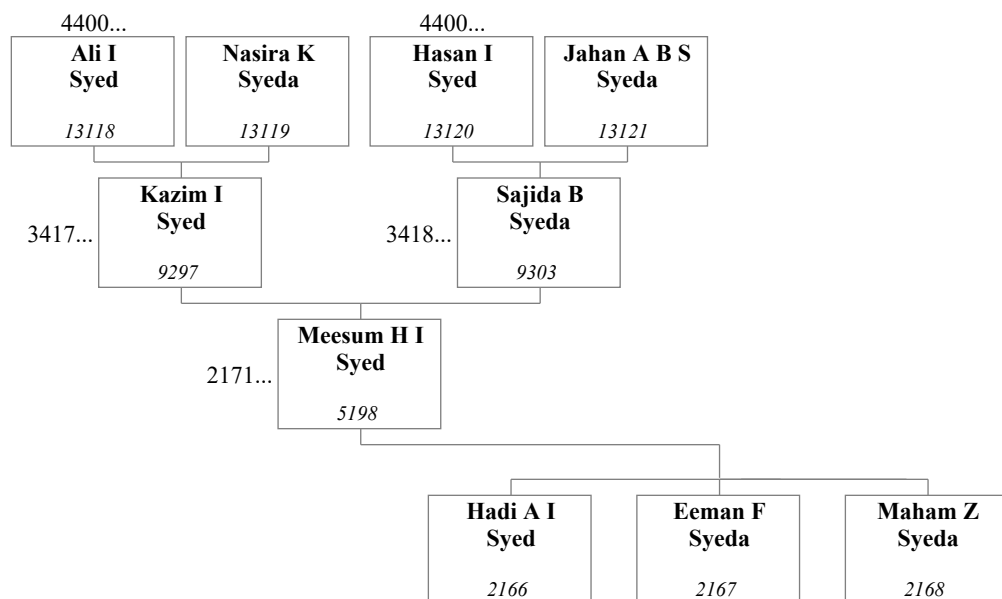 4400...
4400...
Ali I
Syed
13118
Nasira K
Syeda
13119
Hasan I
Syed
13120
Jahan A B S
Syeda
13121
3417...
Kazim I
Syed
9297
3418...
Sajida B
Syeda
9303
2171...
Meesum H I
Syed
5198
Hadi A I
Syed
2166
Eeman F
Syeda
2167
Maham Z
Syeda
2168